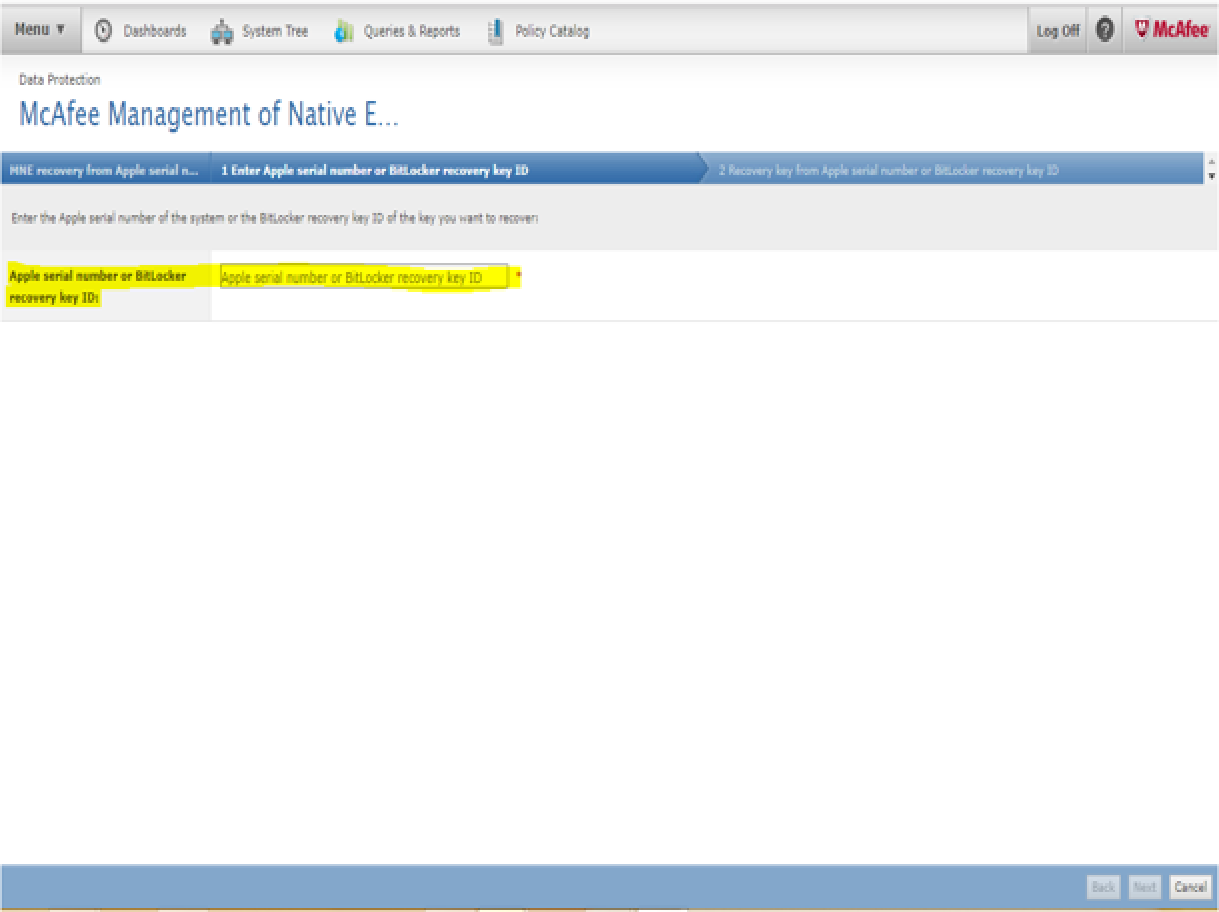 Menu ▼ Dashboards System Tree Queries & Reports Policy Catalog Log Off ? McAfee
Data Protection
McAfee Management of Native E...
MNE recovery from Apple serial n... 1 Enter Apple serial number or BitLocker recovery key ID 2 Recovery key from Apple serial number or BitLocker recovery key ID
Enter the Apple serial number of the system or the BitLocker recovery key ID of the key you want to recover:
Apple serial number or BitLocker
recovery key ID:
Apple serial number or BitLocker recovery key ID *
Back Next Cancel